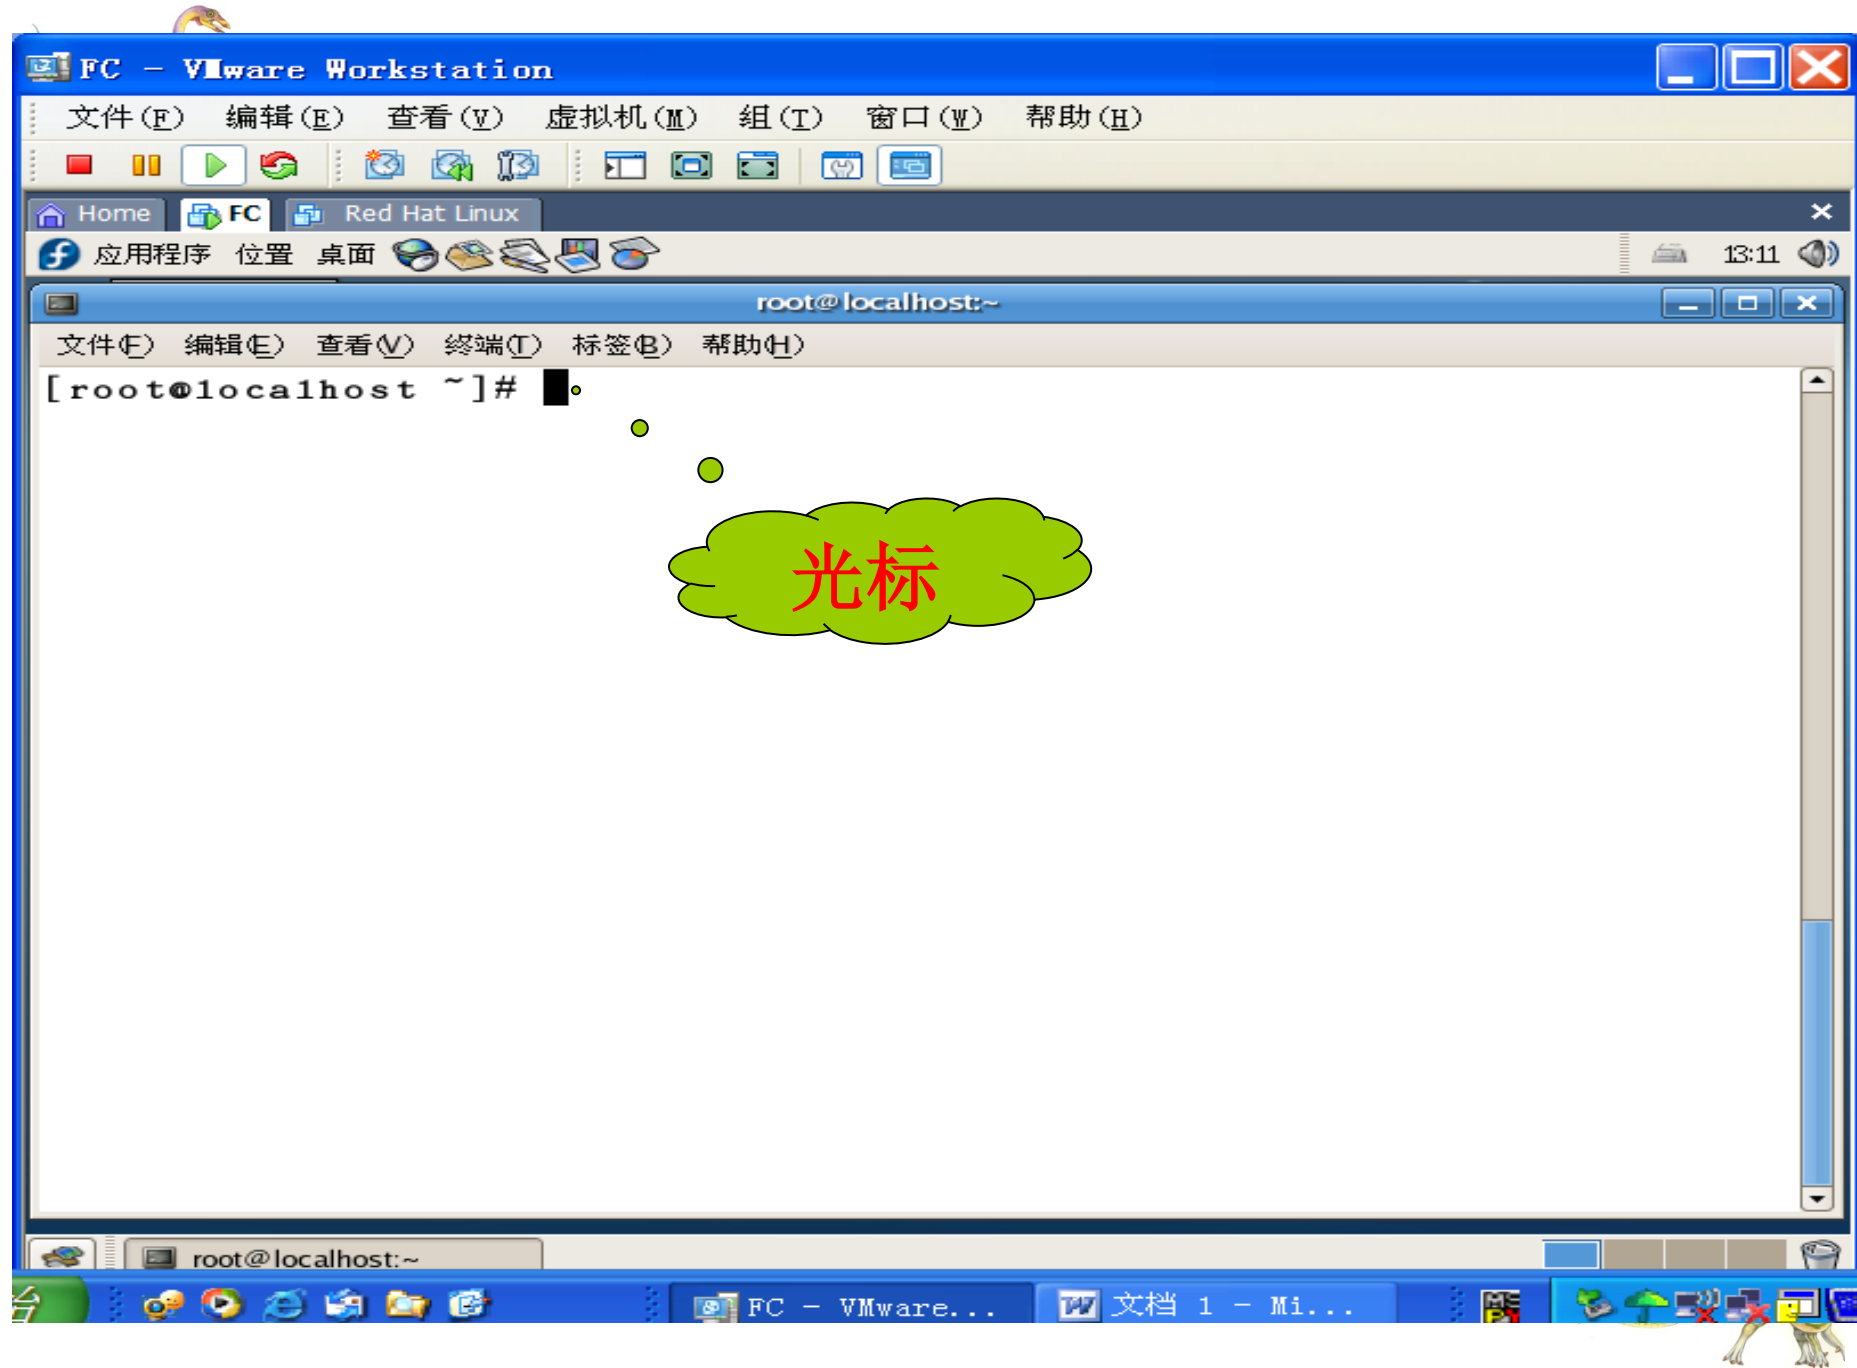 FC - VMware Workstation
文件(F) 编辑(E) 查看(V) 虚拟机(M) 组(T) 窗口(W) 帮助(H)
Home FC Red Hat Linux
应用程序 位置 桌面 13:11
root@localhost:~
文件(F) 编辑(E) 查看(V) 终端(T) 标签(B) 帮助(H)
[root@localhost ~]#
光标
root@localhost:~
FC - VMware... 文档 1 - Mi...